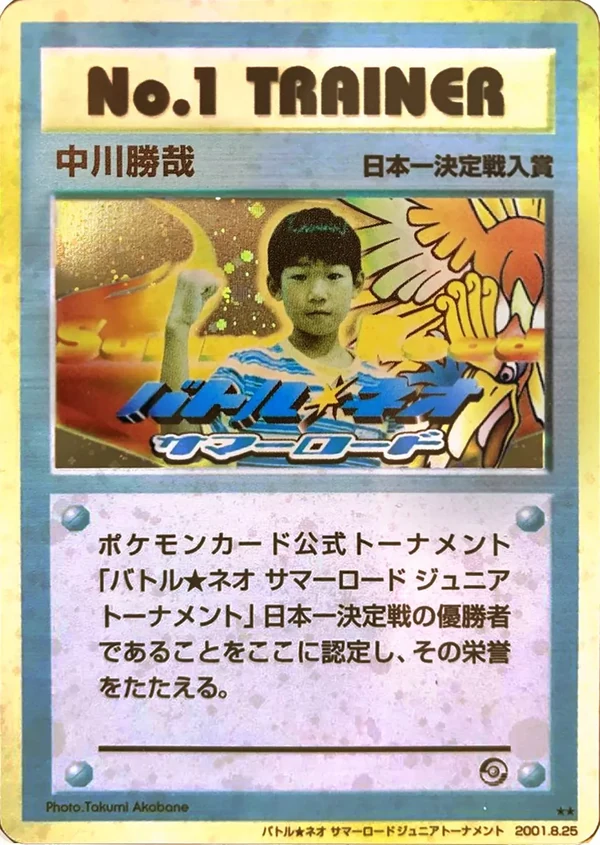 No.1 TRAINER
中川勝哉
日本一決定戦入賞
バトル★ネオ
サマーロード
ポケモンカード公式トーナメント
「バトル★ネオ サマーロード ジュニア
トーナメント」日本一決定戦の優勝者
であることをここに認定し、その栄誉
をたたえる。
Photo.Takumi Akabane
★★
バトル★ネオ サマーロードジュニアトーナメント 2001.8.25